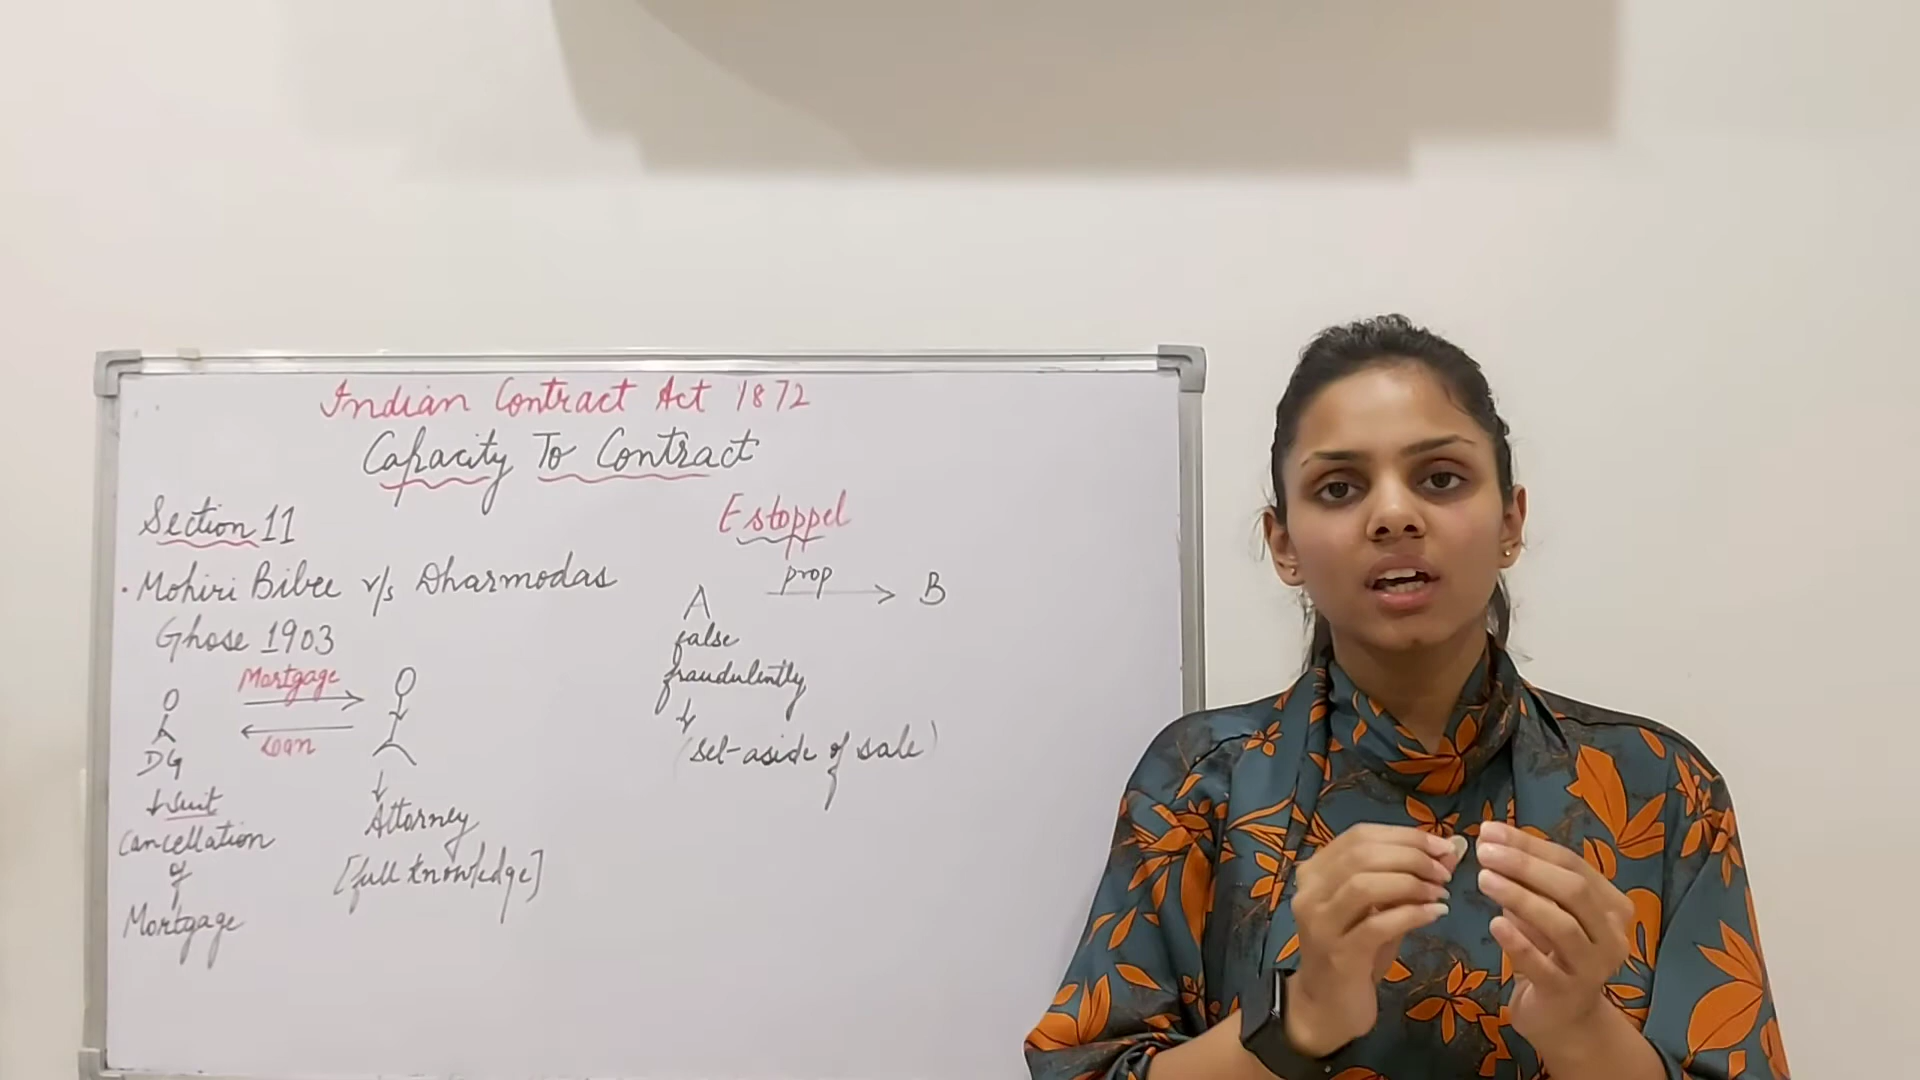 Indian Contract Act 1872
Capacity To Contract
Section 11
· Mohiri Bibee v/s Dharmodas
Ghose 1903
Mortgage
Loan
DG
suit
Cancellation
of
Mortgage
Attorney
[full knowledge]
Estoppel
A prop B
false
fraudulently
(set-aside of sale)